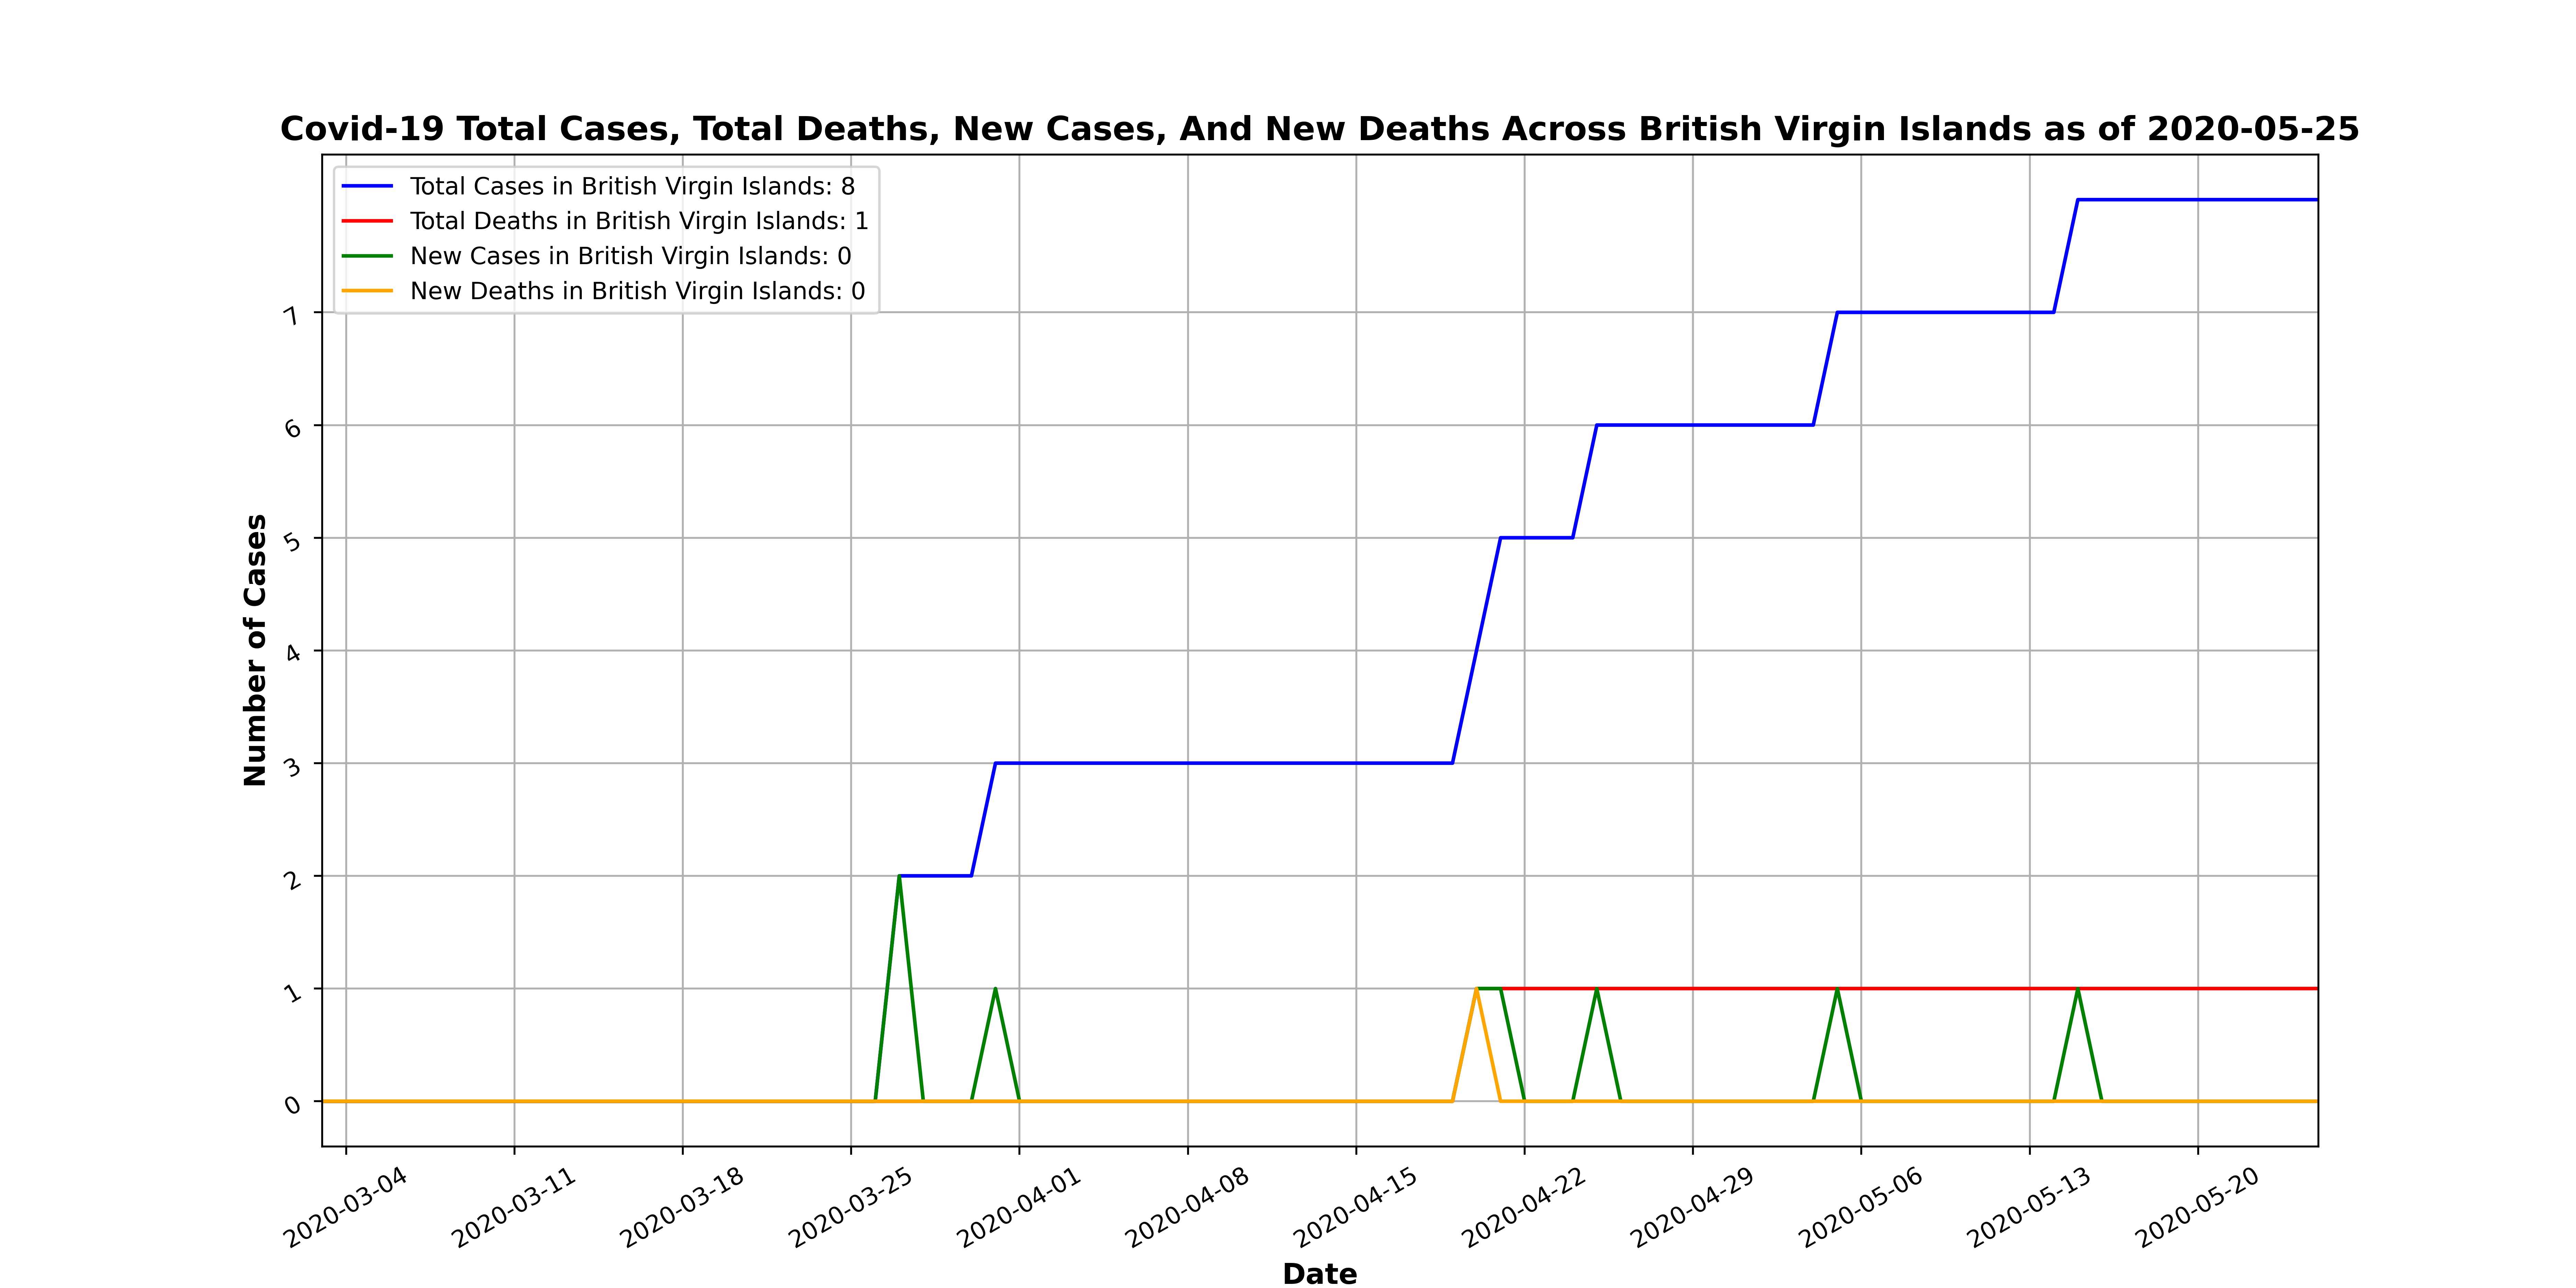 Covid-19 Total Cases, Total Deaths, New Cases, And New Deaths Across British Virgin Islands as of 2020-05-25
Total Cases in British Virgin Islands: 8
Total Deaths in British Virgin Islands: 1
New Cases in British Virgin Islands: 0
New Deaths in British Virgin Islands: 0
Number of Cases
7
6
5
4
3
2
1
0
2020-03-04
2020-03-11
2020-03-18
2020-03-25
2020-04-01
2020-04-08
2020-04-15
2020-04-22
2020-04-29
2020-05-06
2020-05-13
2020-05-20
Date